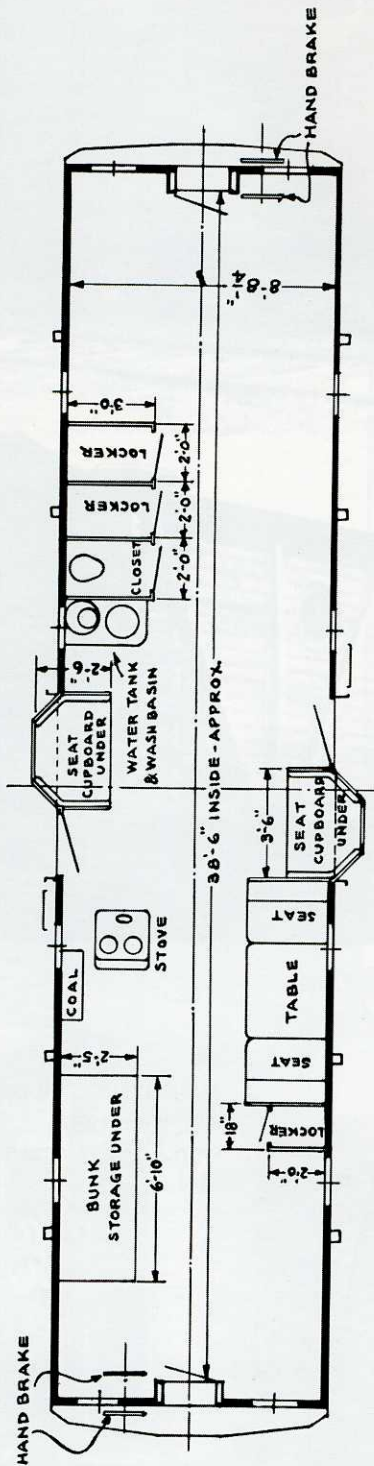 HAND BRAKE
BUNK
STORAGE UNDER
2'-5"
6'-10"
COAL
STOVE
SEAT
CUPBOARD
UNDER
2'-6"
WATER TANK
& WASH BASIN
CLOSET
LOCKER
LOCKER
3'-0"
2'-0"
2'-0"
2'-0"
8'-8 1/4"
38'-6" INSIDE-APPROX.
HAND BRAKE
18"
LOCKER
2'-0"
SEAT
TABLE
SEAT
3'-6"
SEAT
CUPBOARD
UNDER